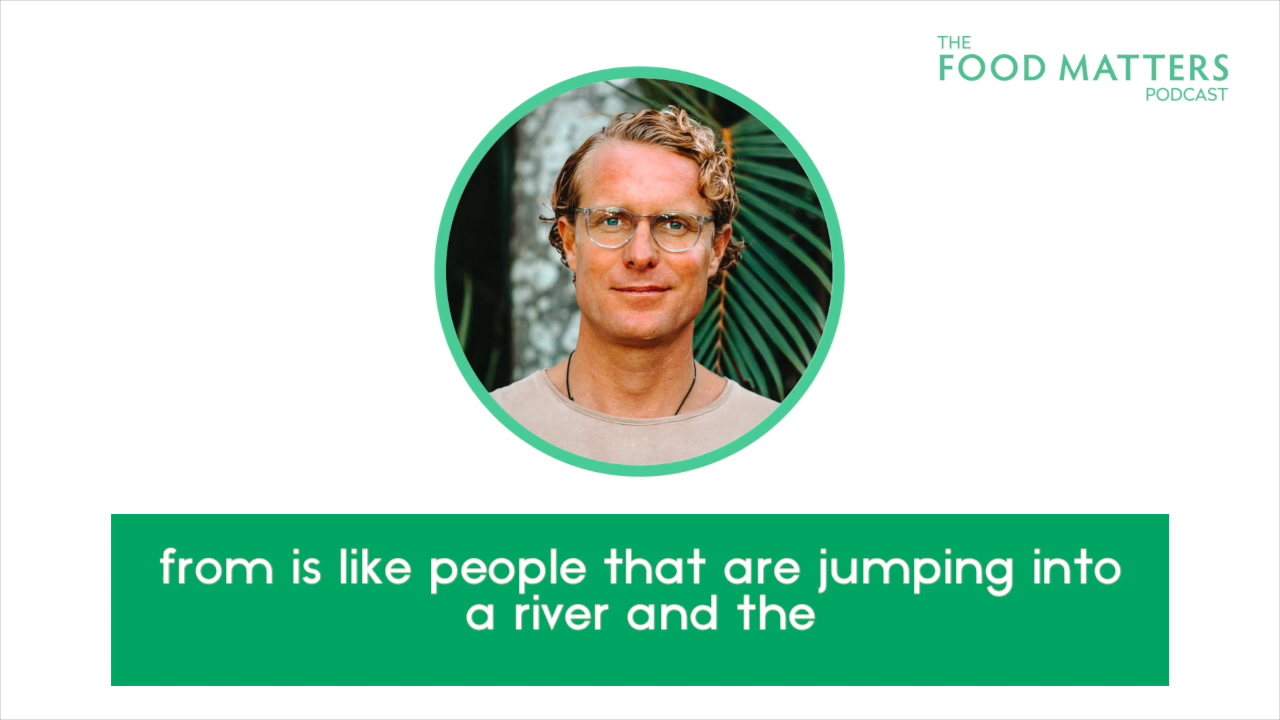 THE
FOOD MATTERS
PODCAST
from is like people that are jumping into
a river and the